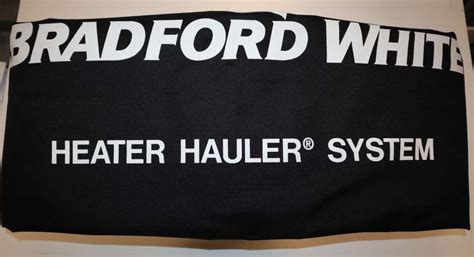 BRADFORD WHITE
HEATER HAULER® SYSTEM